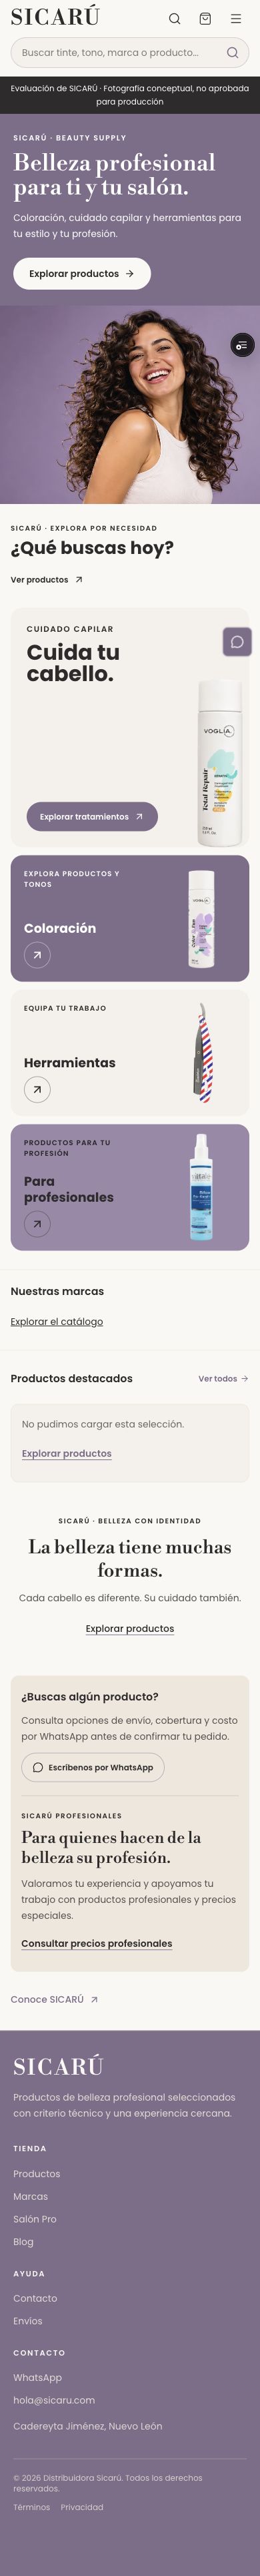 SICARÚ
Buscar tinte, tono, marca o producto...
Evaluación de SICARÚ · Fotografía conceptual, no aprobada
para producción
SICARÚ · BEAUTY SUPPLY
Belleza profesional
para ti y tu salón.
Coloración, cuidado capilar y herramientas para
tu estilo y tu profesión.
Explorar productos →
SICARÚ · EXPLORA POR NECESIDAD
¿Qué buscas hoy?
Ver productos ↗
CUIDADO CAPILAR
Cuida tu
cabello.
VOGLIA.
Total Repair
Explorar tratamientos ↗
EXPLORA PRODUCTOS Y
TONOS
VOGLIA
Coloración
EQUIPA TU TRABAJO
Herramientas
PRODUCTOS PARA TU
PROFESIÓN
Para
profesionales
Nuestras marcas
Explorar el catálogo
Productos destacados
Ver todos →
No pudimos cargar esta selección.
Explorar productos
SICARÚ · BELLEZA CON IDENTIDAD
La belleza tiene muchas
formas.
Cada cabello es diferente. Su cuidado también.
Explorar productos
¿Buscas algún producto?
Consulta opciones de envío, cobertura y costo
por WhatsApp antes de confirmar tu pedido.
Escríbenos por WhatsApp
SICARÚ PROFESIONALES
Para quienes hacen de la
belleza su profesión.
Valoramos tu experiencia y apoyamos tu
trabajo con productos profesionales y precios
especiales.
Consultar precios profesionales
Conoce SICARÚ ↗
SICARÚ
Productos de belleza profesional seleccionados
con criterio técnico y una experiencia cercana.
TIENDA
Productos
Marcas
Salón Pro
Blog
AYUDA
Contacto
Envíos
CONTACTO
WhatsApp
hola@sicaru.com
Cadereyta Jiménez, Nuevo León
© 2026 Distribuidora Sicarú. Todos los derechos
reservados.
Términos Privacidad